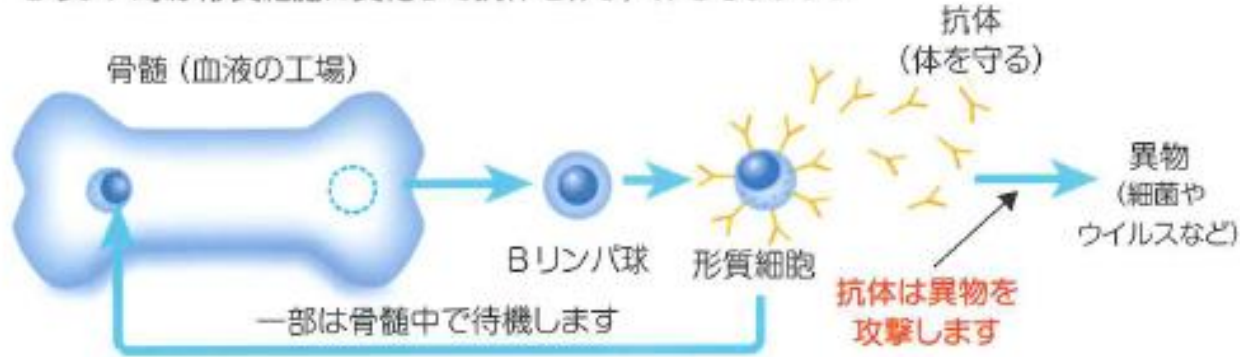 抗体
(体を守る)
骨髄 (血液の工場)
異物
(細菌や
ウイルスなど)
Bリンパ球
形質細胞
抗体は異物を
攻撃します
一部は骨髄中で待機します